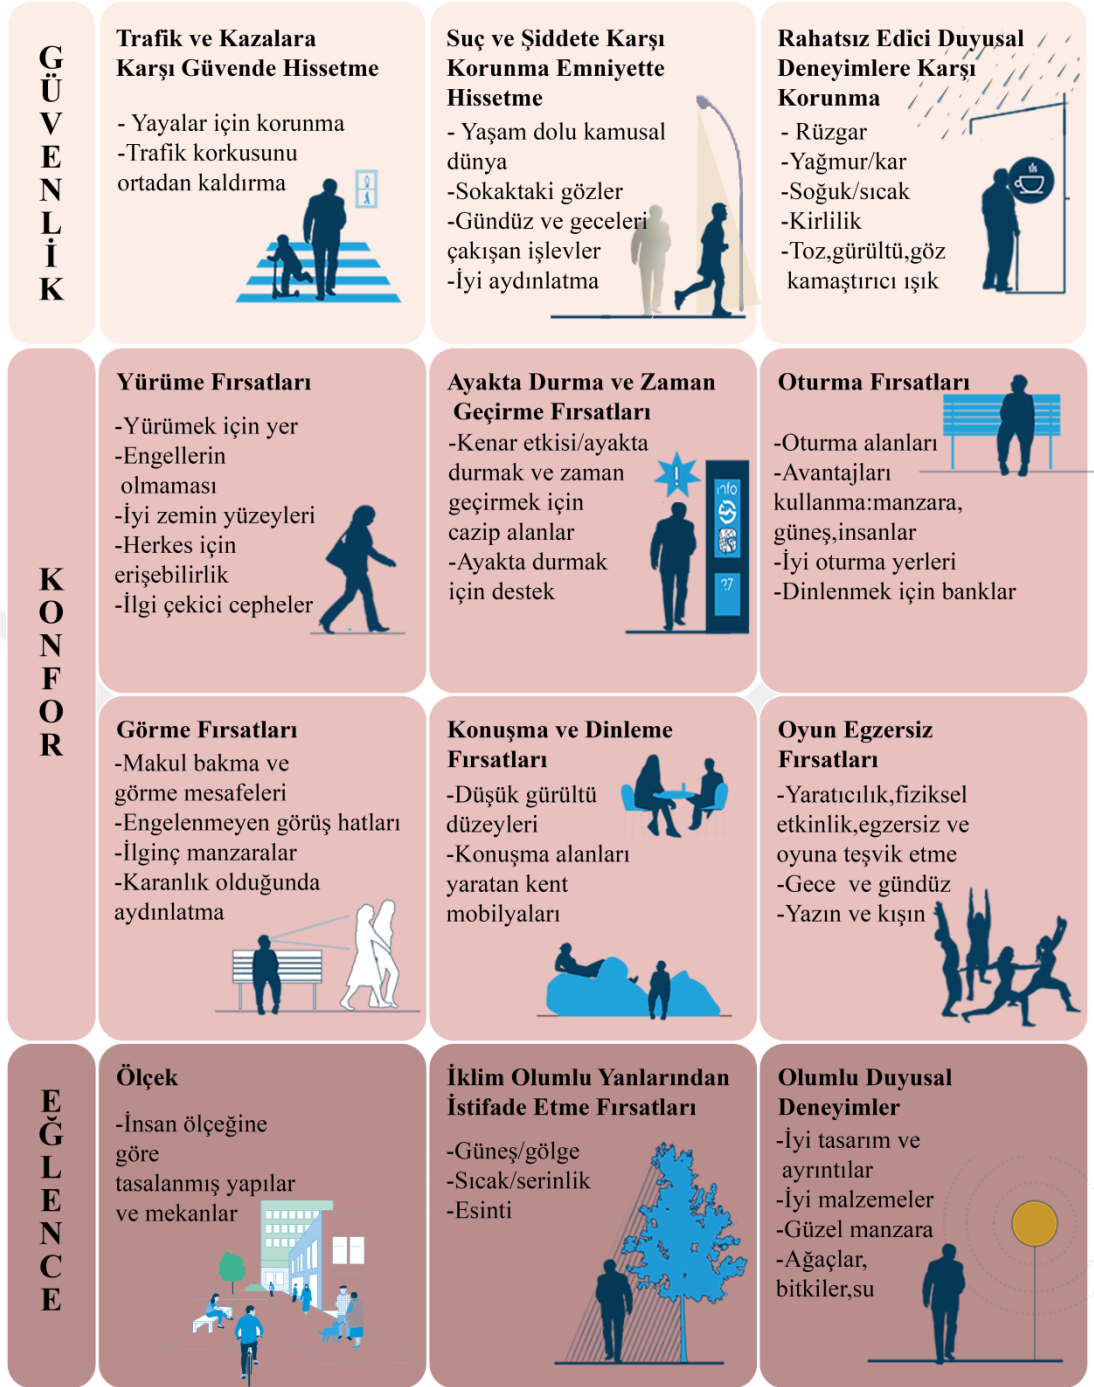 GÜVENLİK
Trafik ve Kazalara
Karşı Güvende Hissetme
- Yayalar için korunma
-Trafik korkusunu
ortadan kaldırma
Suç ve Şiddete Karşı
Korunma Emniyette
Hissetme
- Yaşam dolu kamusal
dünya
-Sokaktaki gözler
-Gündüz ve geceleri
çakışan işlevler
-İyi aydınlatma
Rahatsız Edici Duyusal
Deneyimlere Karşı
Korunma
- Rüzgar
-Yağmur/kar
-Soğuk/sıcak
-Kirlilik
-Toz,gürültü,göz
kamaştırıcı ışık
KONFOR
Yürüme Fırsatları
-Yürümek için yer
-Engellerin
olmaması
-İyi zemin yüzeyleri
-Herkes için
erişebilirlik
-İlgi çekici cepheler
Ayakta Durma ve Zaman
Geçirme Fırsatları
-Kenar etkisi/ayakta
durmak ve zaman
geçirmek için
cazip alanlar
-Ayakta durmak
için destek
!
info
?7
Oturma Fırsatları
-Oturma alanları
-Avantajları
kullanma:manzara,
güneş,insanlar
-İyi oturma yerleri
-Dinlenmek için banklar
Görme Fırsatları
-Makul bakma ve
görme mesafeleri
-Engelenmeyen görüş hatları
-İlginç manzaralar
-Karanlık olduğunda
aydınlatma
Konuşma ve Dinleme
Fırsatları
-Düşük gürültü
düzeyleri
-Konuşma alanları
yaratan kent
mobilyaları
Oyun Egzersiz
Fırsatları
-Yaratıcılık,fiziksel
etkinlik,egzersiz ve
oyuna teşvik etme
-Gece ve gündüz
-Yazın ve kışın
EĞLENCE
Ölçek
-İnsan ölçeğine
göre
tasalanmış yapılar
ve mekanlar
İklim Olumlu Yanlarından
İstifade Etme Fırsatları
-Güneş/gölge
-Sıcak/serinlik
-Esinti
Olumlu Duyusal
Deneyimler
-İyi tasarım ve
ayrıntılar
-İyi malzemeler
-Güzel manzara
-Ağaçlar,
bitkiler,su